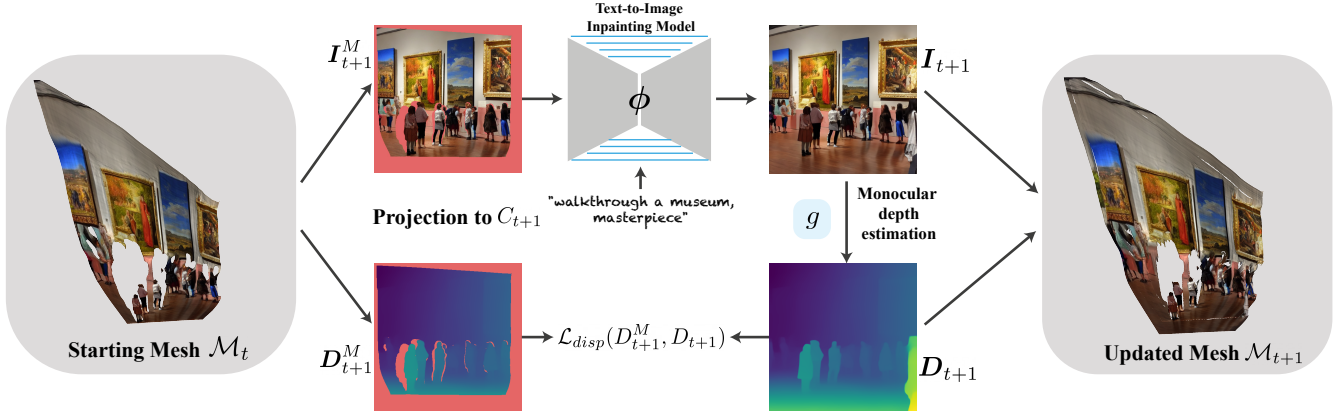 Text-to-Image
Inpainting Model
I^M_{t+1}
ϕ
I_{t+1}
"walkthrough a museum,
masterpiece"
Projection to C_{t+1}
g
Monocular
depth
estimation
D^M_{t+1}
ℒ_{disp}(D^M_{t+1}, D_{t+1})
D_{t+1}
Starting Mesh ℳ_t
Updated Mesh ℳ_{t+1}